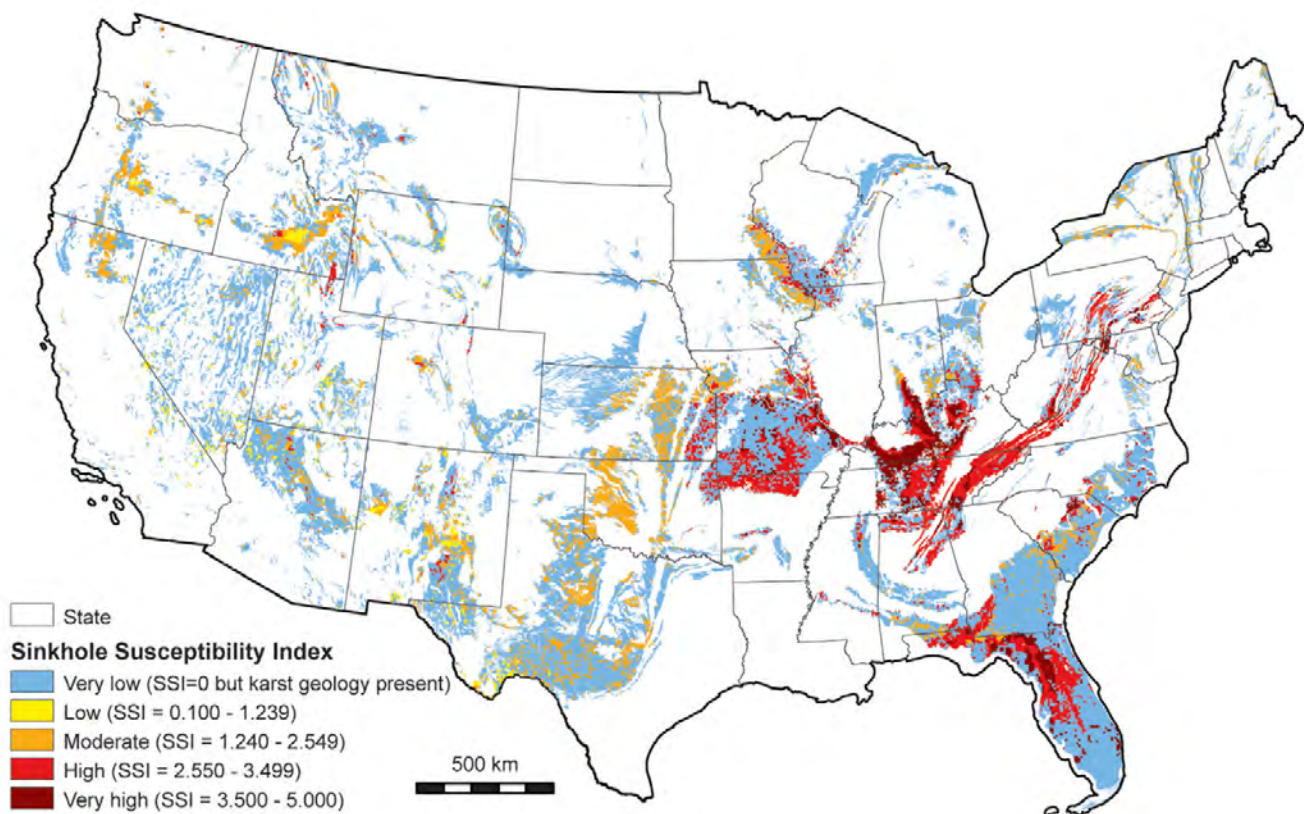 500 km
State
Sinkhole Susceptibility Index
Very low (SSI=0 but karst geology present)
Low (SSI = 0.100 - 1.239)
Moderate (SSI = 1.240 - 2.549)
High (SSI = 2.550 - 3.499)
Very high (SSI = 3.500 - 5.000)